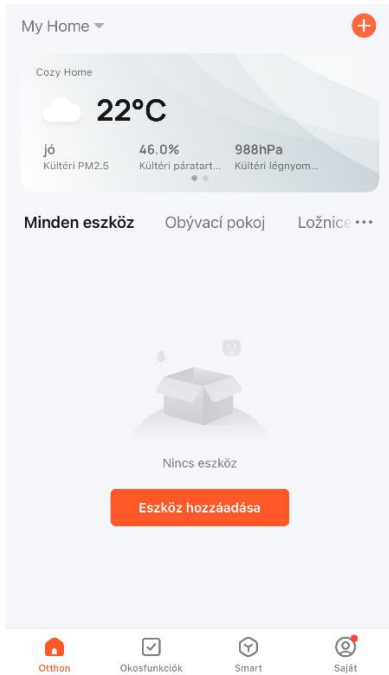 My Home
Cozy Home
22°C
jó 46.0% 988hPa
Kültéri PM2.5 Kültéri páratart... Kültéri légnyom...
Minden eszköz Obývací pokoj Ložnice ...
Nincs eszköz
Eszköz hozzáadása
Otthon Okosfunkciók Smart Saját